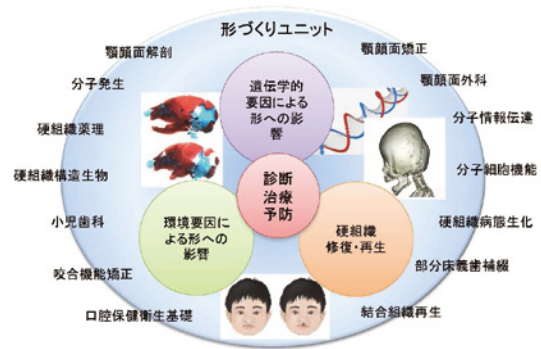 形づくりユニット
顎顔面解剖
分子発生
硬組織薬理
硬組織構造生物
小児歯科
咬合機能矯正
口腔保健衛生基礎
遺伝学的
要因による
形への影
響
診断
治療
予防
環境要因に
よる形への
影響
硬組織
修復・再生
顎顔面矯正
顎顔面外科
分子情報伝達
分子細胞機能
硬組織病態生化
部分床義歯補綴
結合組織再生